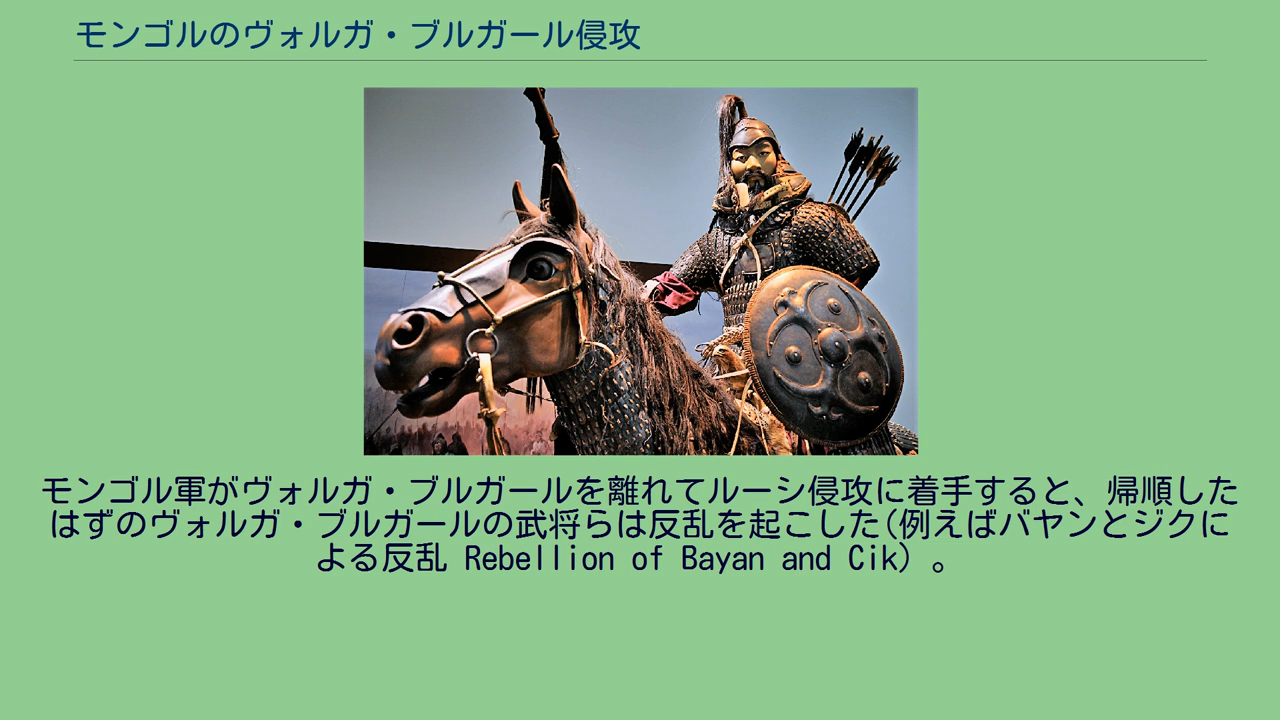 モンゴルのヴォルガ・ブルガール侵攻
モンゴル軍がヴォルガ・ブルガールを離れてルーシ侵攻に着手すると、帰順した
はずのヴォルガ・ブルガールの武将らは反乱を起こした(例えばバヤンとジクに
よる反乱 Rebellion of Bayan and Cik) 。